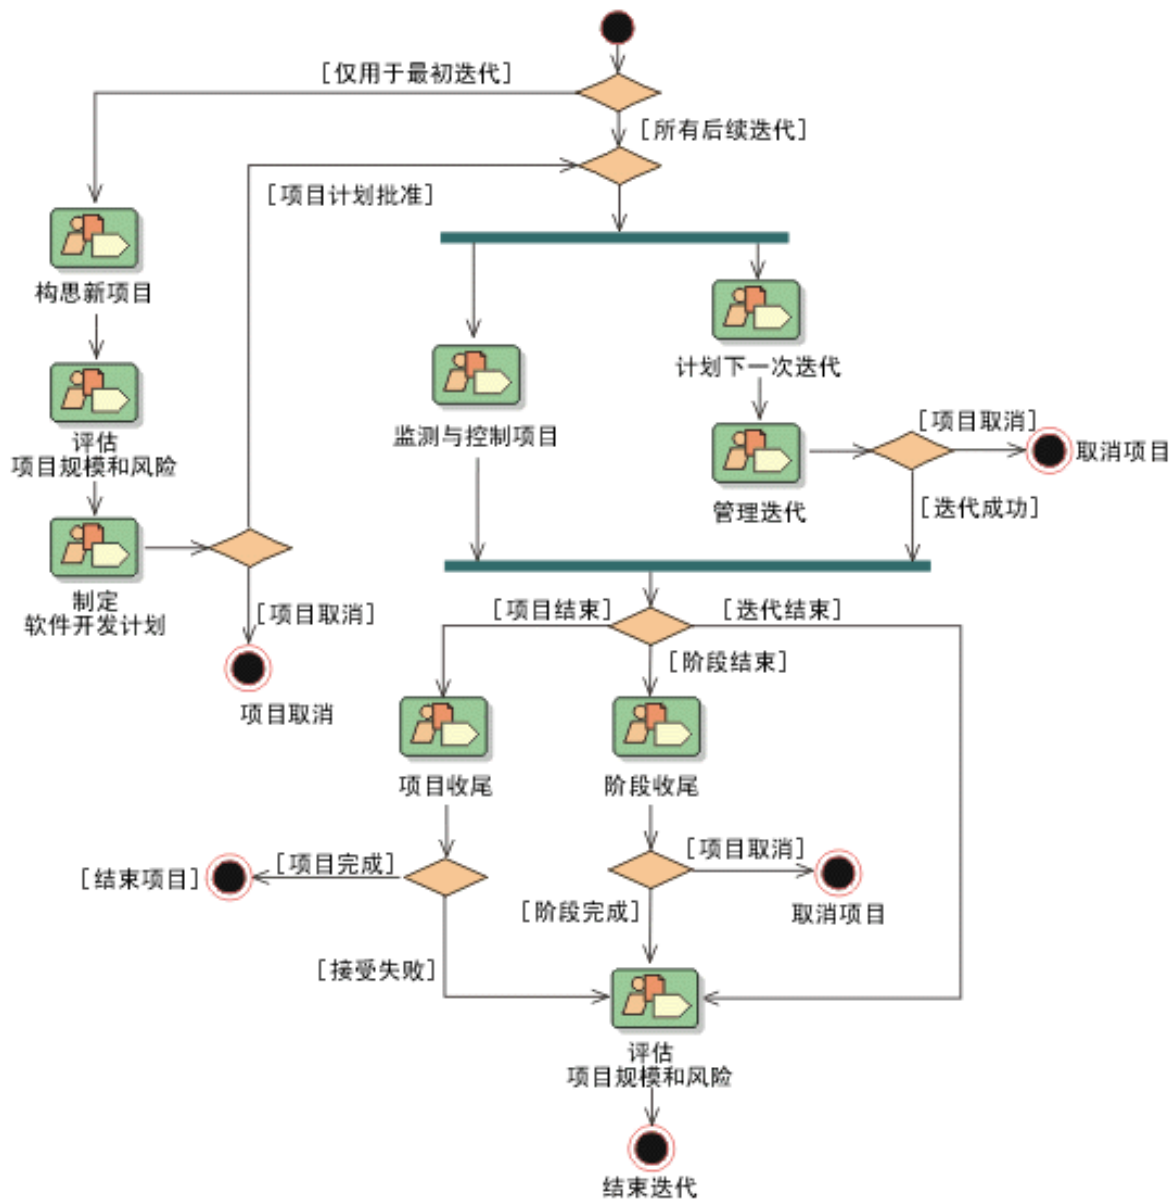 [仅用于最初迭代]
[所有后续迭代]
[项目计划批准]
构思新项目
计划下一次迭代
监测与控制项目
[项目取消]
取消项目
评估
项目规模和风险
管理迭代
[迭代成功]
制定
软件开发计划
[项目取消]
[项目结束]
[迭代结束]
[阶段结束]
项目取消
项目收尾
阶段收尾
[项目取消]
[项目完成]
[结束项目]
[阶段完成]
取消项目
[接受失败]
评估
项目规模和风险
结束迭代